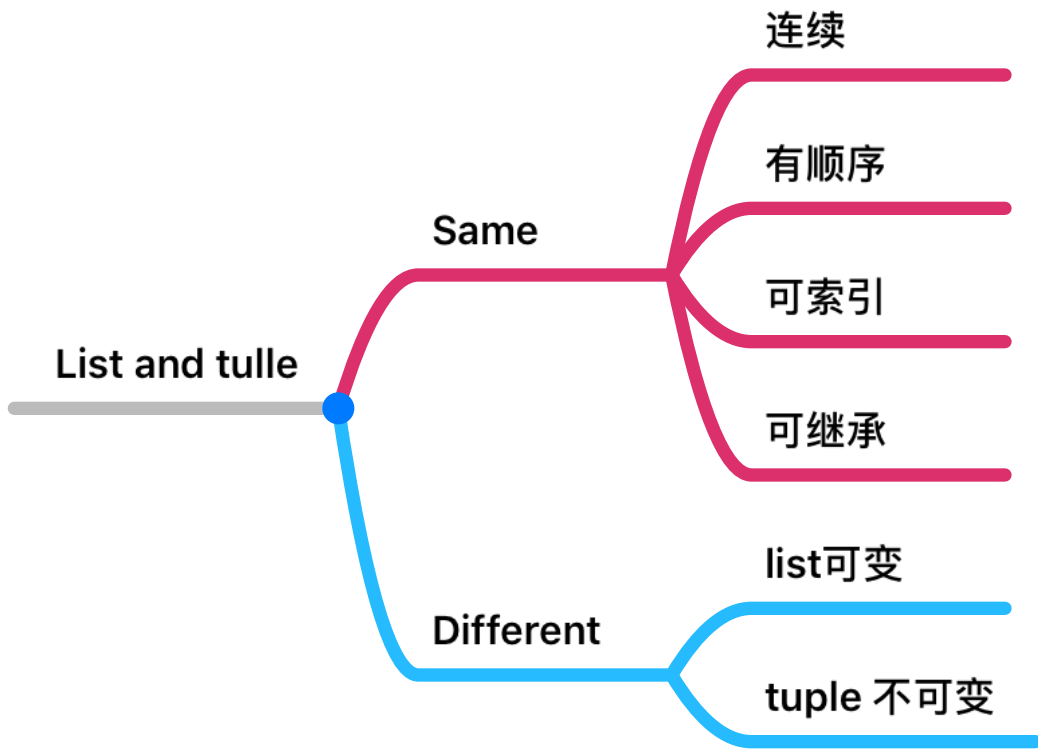 List and tulle
Same
连续
有顺序
可索引
可继承
Different
list可变
tuple 不可变